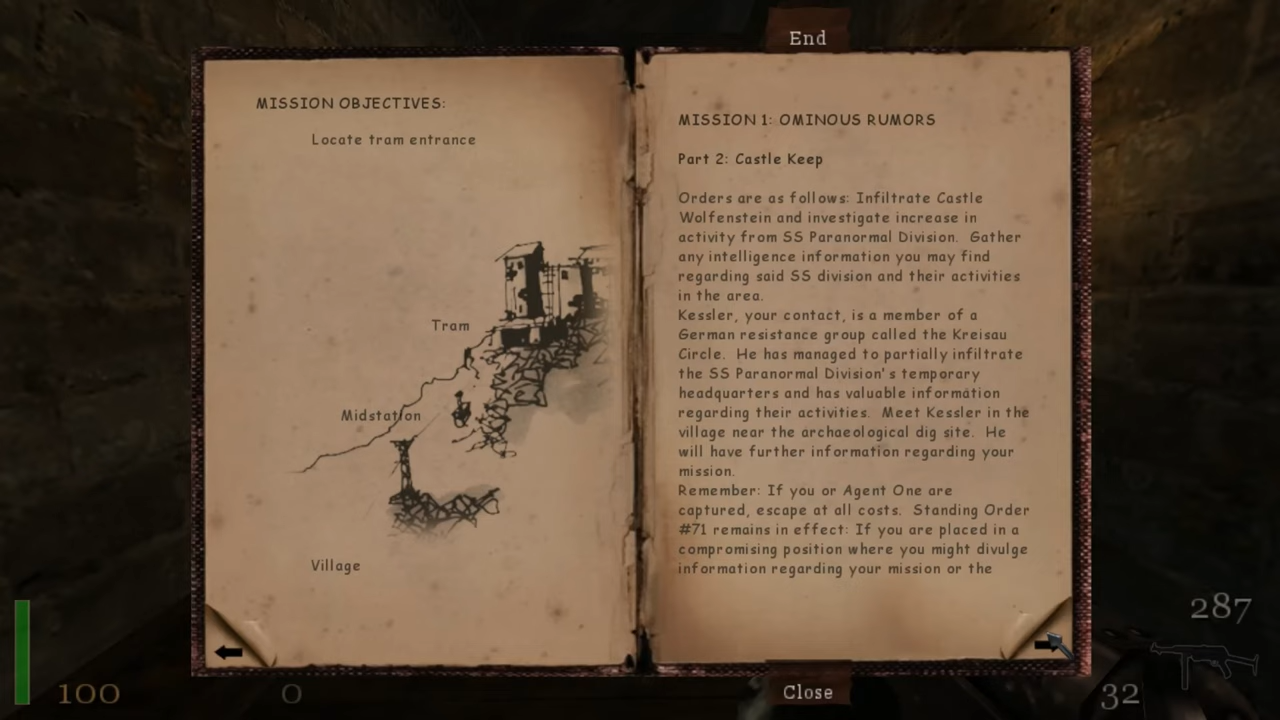 End
MISSION OBJECTIVES:
Locate tram entrance
Tram
Midstation
Village
MISSION 1: OMINOUS RUMORS
Part 2: Castle Keep
Orders are as follows: Infiltrate Castle
Wolfenstein and investigate increase in
activity from SS Paranormal Division.  Gather
any intelligence information you may find
regarding said SS division and their activities
in the area.
Kessler, your contact, is a member of a
German resistance group called the Kreisau
Circle.  He has managed to partially infiltrate
the SS Paranormal Division's temporary
headquarters and has valuable information
regarding their activities.  Meet Kessler in the
village near the archaeological dig site.  He
will have further information regarding your
mission.
Remember: If you or Agent One are
captured, escape at all costs.  Standing Order
#71 remains in effect: If you are placed in a
compromising position where you might divulge
information regarding your mission or the
287
100
0
Close
32